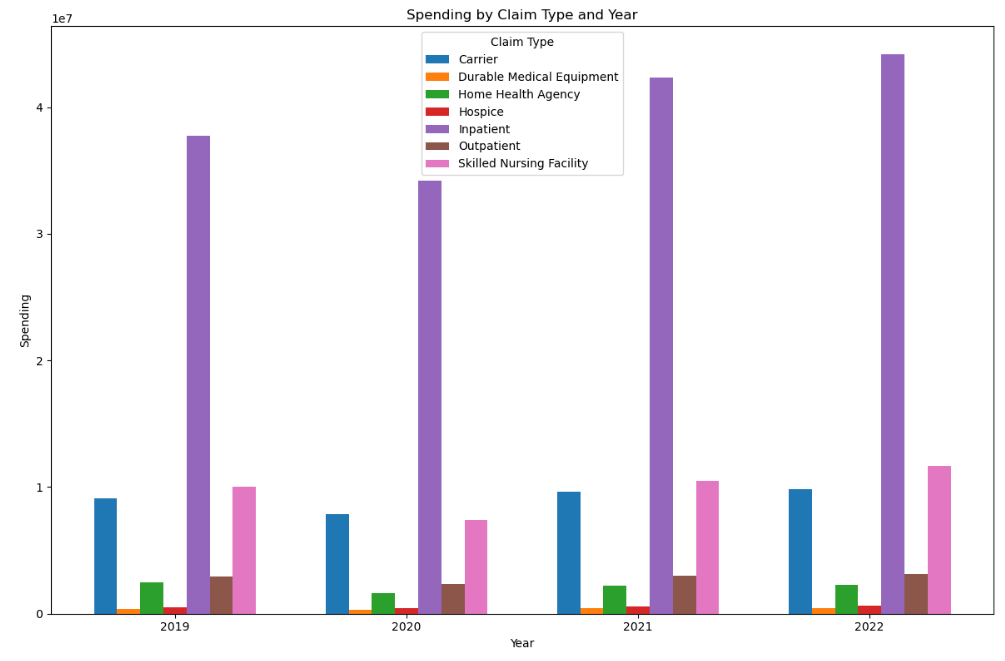 Spending by Claim Type and Year
1e7
Claim Type
Carrier
Durable Medical Equipment
Home Health Agency
Hospice
Inpatient
Outpatient
Skilled Nursing Facility
4
3
2
1
0
Spending
2019 2020 2021 2022
Year